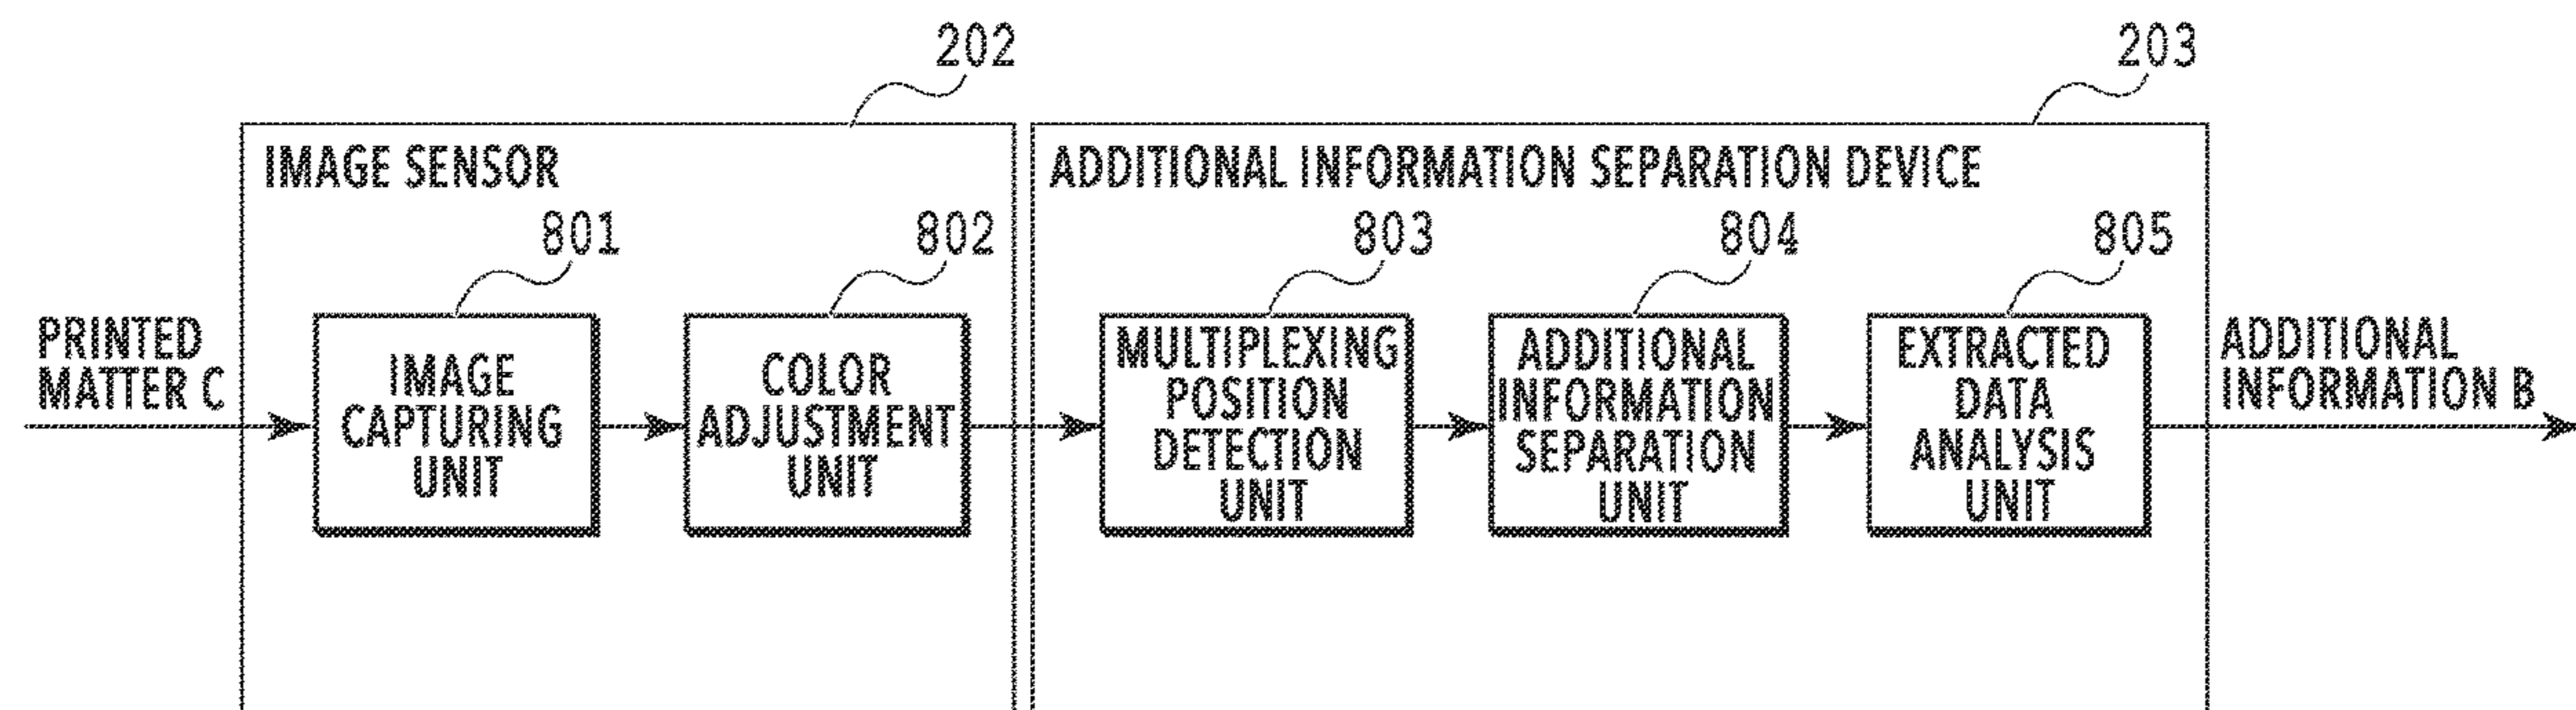 202
203
IMAGE SENSOR
ADDITIONAL INFORMATION SEPARATION DEVICE
801
802
803
804
805
PRINTED
MATTER C
IMAGE
CAPTURING
UNIT
COLOR
ADJUSTMENT
UNIT
MULTIPLEXING
POSITION
DETECTION
UNIT
ADDITIONAL
INFORMATION
SEPARATION
UNIT
EXTRACTED
DATA
ANALYSIS
UNIT
ADDITIONAL
INFORMATION B